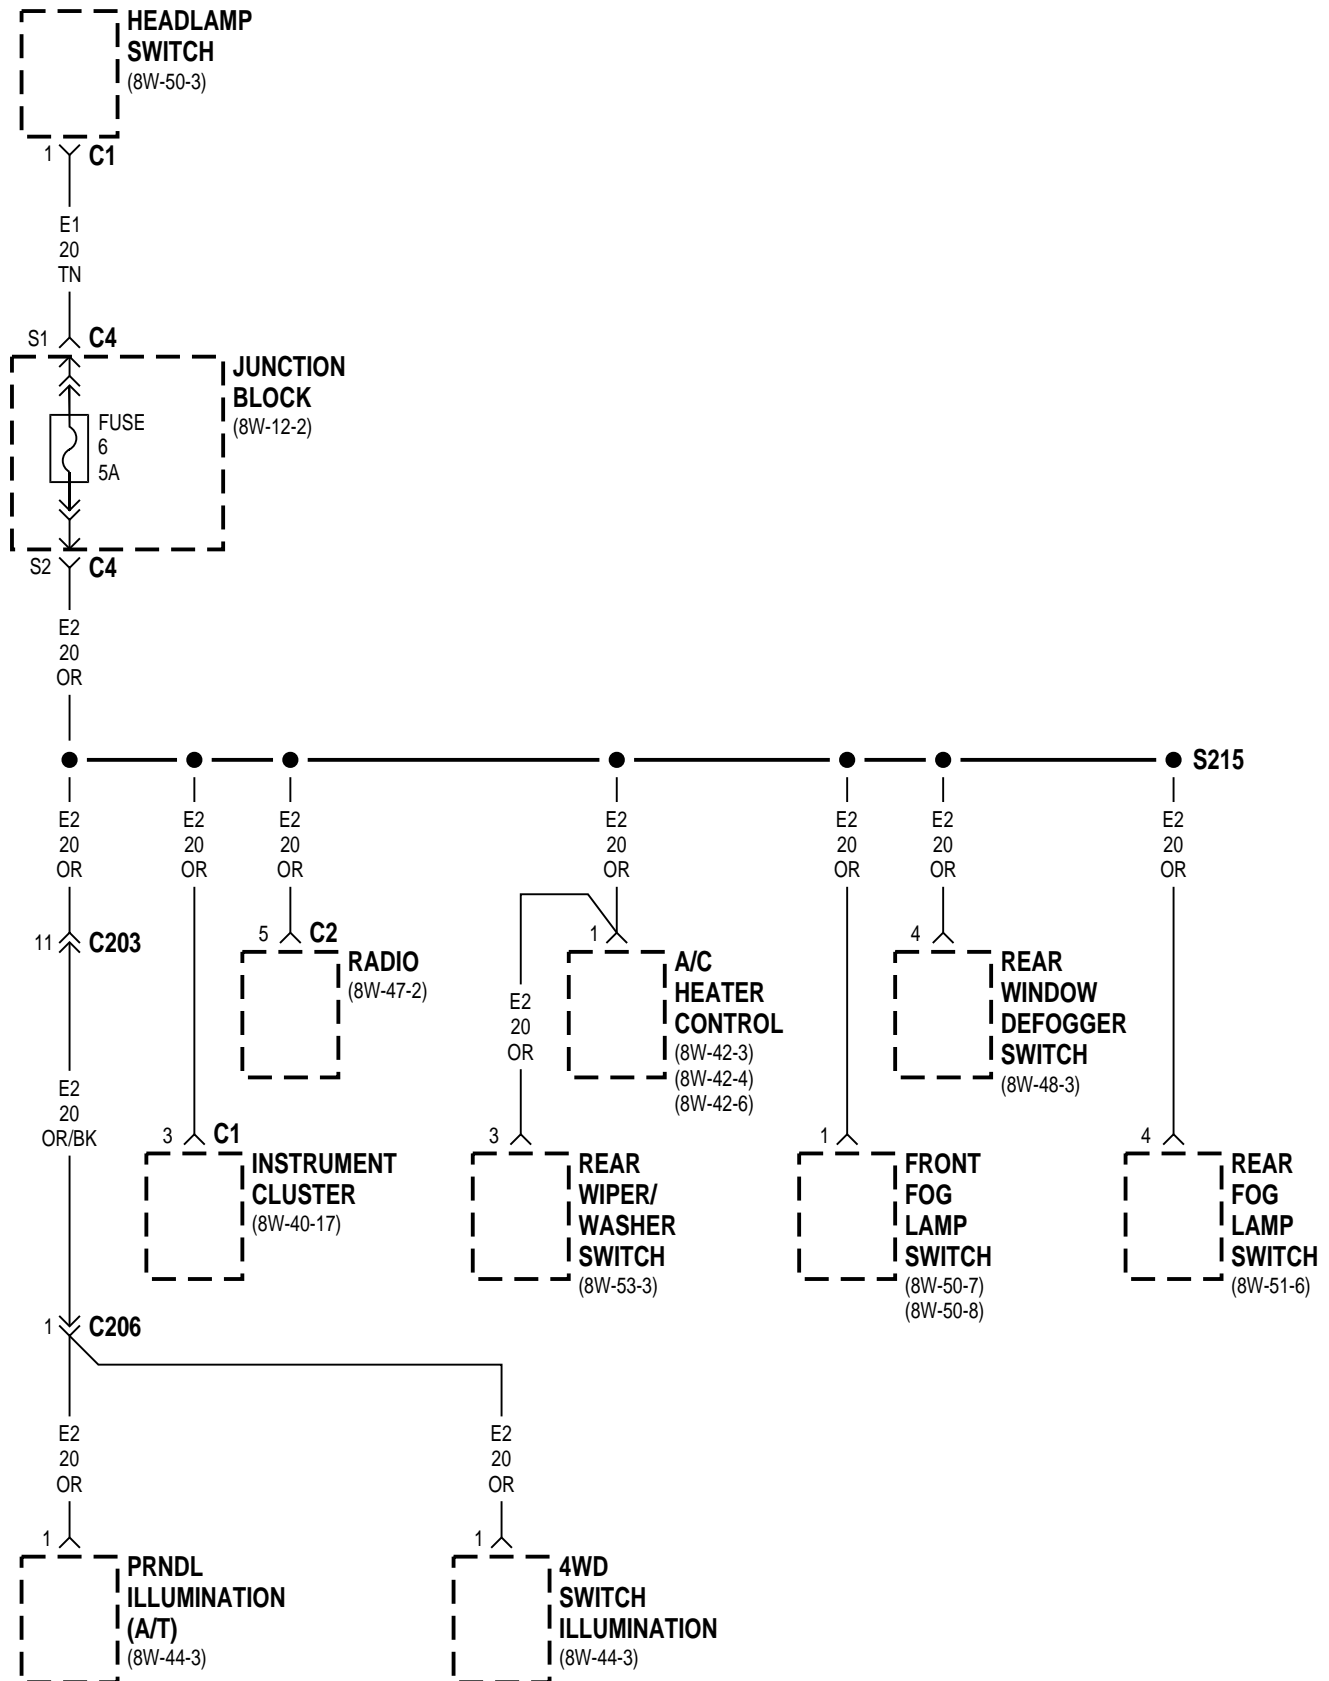 HEADLAMP
SWITCH
(8W-50-3)
1 C1
E1
20
TN
S1 C4
JUNCTION
BLOCK
(8W-12-2)
FUSE
6
5A
S2 C4
E2
20
OR
S215
E2 E2 E2 E2 E2 E2 E2
20 20 20 20 20 20 20
OR OR OR OR OR OR OR
11 C203
5 C2
RADIO
(8W-47-2)
E2
20
OR
1
A/C
HEATER
CONTROL
(8W-42-3)
(8W-42-4)
(8W-42-6)
4
REAR
WINDOW
DEFOGGER
SWITCH
(8W-48-3)
E2
20
OR/BK
3 C1
INSTRUMENT
CLUSTER
(8W-40-17)
3
REAR
WIPER/
WASHER
SWITCH
(8W-53-3)
1
FRONT
FOG
LAMP
SWITCH
(8W-50-7)
(8W-50-8)
4
REAR
FOG
LAMP
SWITCH
(8W-51-6)
1 C206
E2 E2
20 20
OR OR
1
PRNDL
ILLUMINATION
(A/T)
(8W-44-3)
1
4WD
SWITCH
ILLUMINATION
(8W-44-3)